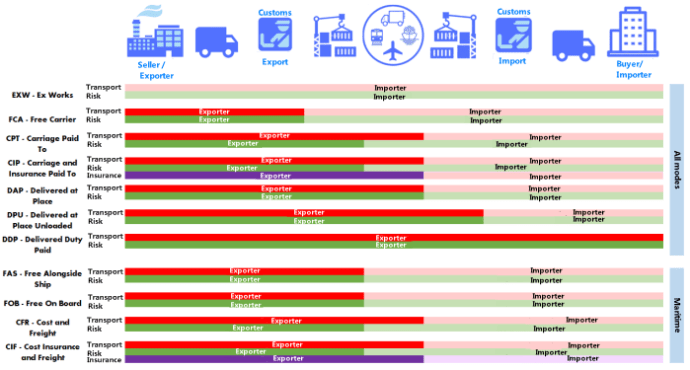 Customs
Customs
Seller /
Exporter
Export
Import
Buyer/
Importer
EXW - Ex Works
Transport
Importer
Risk
Importer
FCA - Free Carrier
Transport
Exporter
Importer
Risk
Exporter
Importer
CPT - Carriage Paid
To
Transport
Exporter
Importer
Risk
Exporter
Importer
CIP - Carriage and
Insurance Paid To
Transport
Exporter
Importer
Risk
Exporter
Importer
Insurance
Exporter
Importer
DAP - Delivered at
Place
Transport
Exporter
Importer
Risk
Exporter
Importer
DPU - Delivered at
Place Unloaded
Transport
Exporter
Importer
Risk
Exporter
Importer
DDP - Delivered Duty
Paid
Transport
Exporter
Risk
Exporter
All modes
FAS - Free Alongside
Ship
Transport
Exporter
Importer
Risk
Exporter
Importer
FOB - Free On Board
Transport
Exporter
Importer
Risk
Exporter
Importer
CFR - Cost and
Freight
Transport
Exporter
Importer
Risk
Exporter
Importer
CIF - Cost Insurance
and Freight
Transport
Exporter
Importer
Risk
Exporter
Importer
Insurance
Exporter
Importer
Maritime